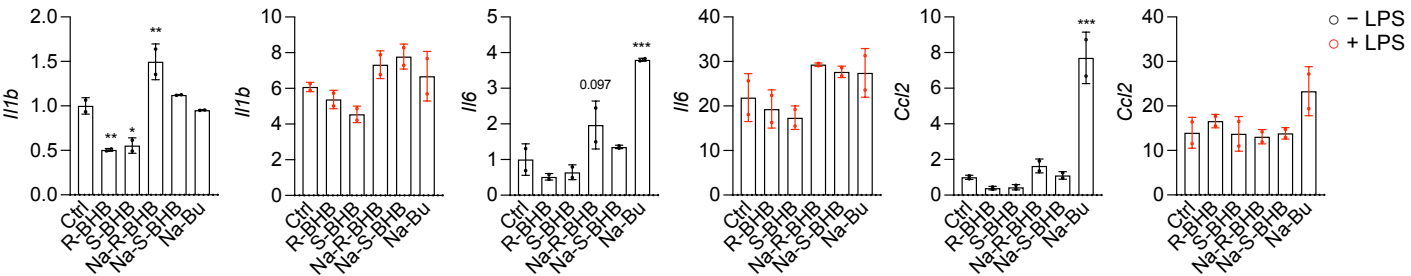 Il1b
2.0
1.5
1.0
0.5
0.0
**
*
**
Ctrl
R-BHB
S-BHB
Na-R-BHB
Na-S-BHB
Na-Bu
Il1b
10
8
6
4
2
0
Ctrl
R-BHB
S-BHB
Na-R-BHB
Na-S-BHB
Na-Bu
Il6
5
4
3
2
1
0
0.097
***
Ctrl
R-BHB
S-BHB
Na-R-BHB
Na-S-BHB
Na-Bu
Il6
40
30
20
10
0
Ctrl
R-BHB
S-BHB
Na-R-BHB
Na-S-BHB
Na-Bu
Ccl2
10
8
6
4
2
0
***
Ctrl
R-BHB
S-BHB
Na-R-BHB
Na-S-BHB
Na-Bu
Ccl2
40
30
20
10
0
Ctrl
R-BHB
S-BHB
Na-R-BHB
Na-S-BHB
Na-Bu
− LPS
+ LPS